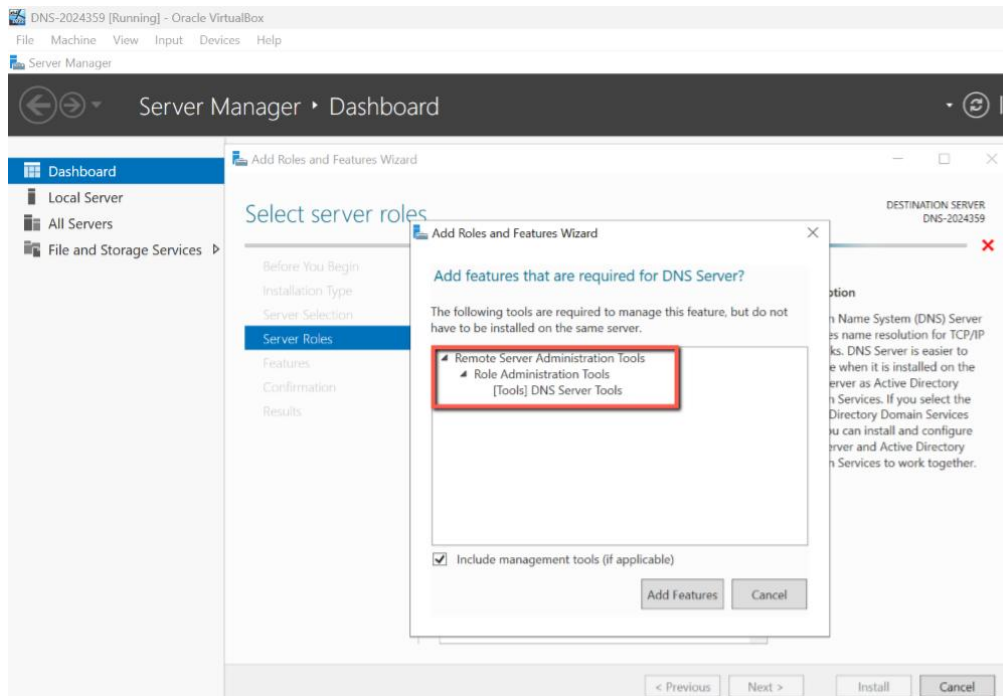 DNS-2024359 [Running] - Oracle VirtualBox
File Machine View Input Devices Help
Server Manager
Server Manager • Dashboard
Dashboard
Local Server
All Servers
File and Storage Services
Add Roles and Features Wizard
Select server roles
DESTINATION SERVER
DNS-2024359
Before You Begin
Installation Type
Server Selection
Server Roles
Features
Confirmation
Results
Add Roles and Features Wizard
Add features that are required for DNS Server?
The following tools are required to manage this feature, but do not
have to be installed on the same server.
Remote Server Administration Tools
Role Administration Tools
[Tools] DNS Server Tools
Include management tools (if applicable)
Add Features Cancel
Name System (DNS) Server
name resolution for TCP/IP
DNS Server is easier to
when it is installed on the
as Active Directory
Services. If you select the
Directory Domain Services
can install and configure
and Active Directory
Services to work together.
< Previous Next > Install Cancel